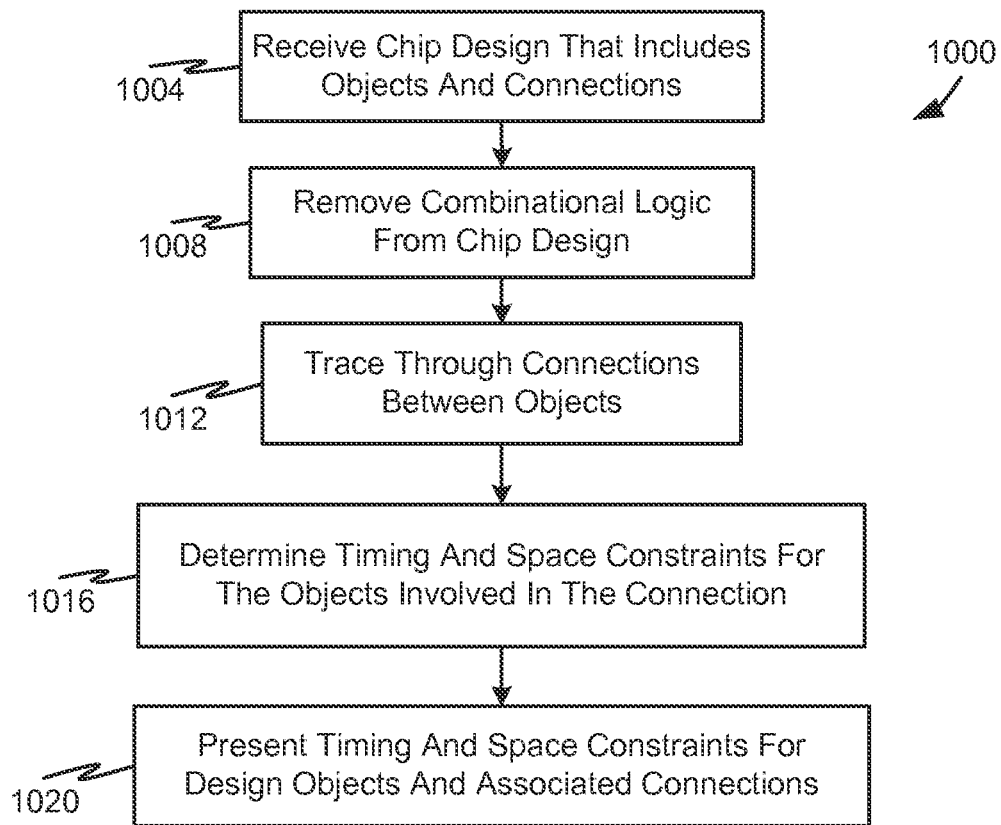 Receive Chip Design That Includes
Objects And Connections
1004
1000
Remove Combinational Logic
From Chip Design
1008
Trace Through Connections
Between Objects
1012
Determine Timing And Space Constraints For
The Objects Involved In The Connection
1016
Present Timing And Space Constraints For
Design Objects And Associated Connections
1020